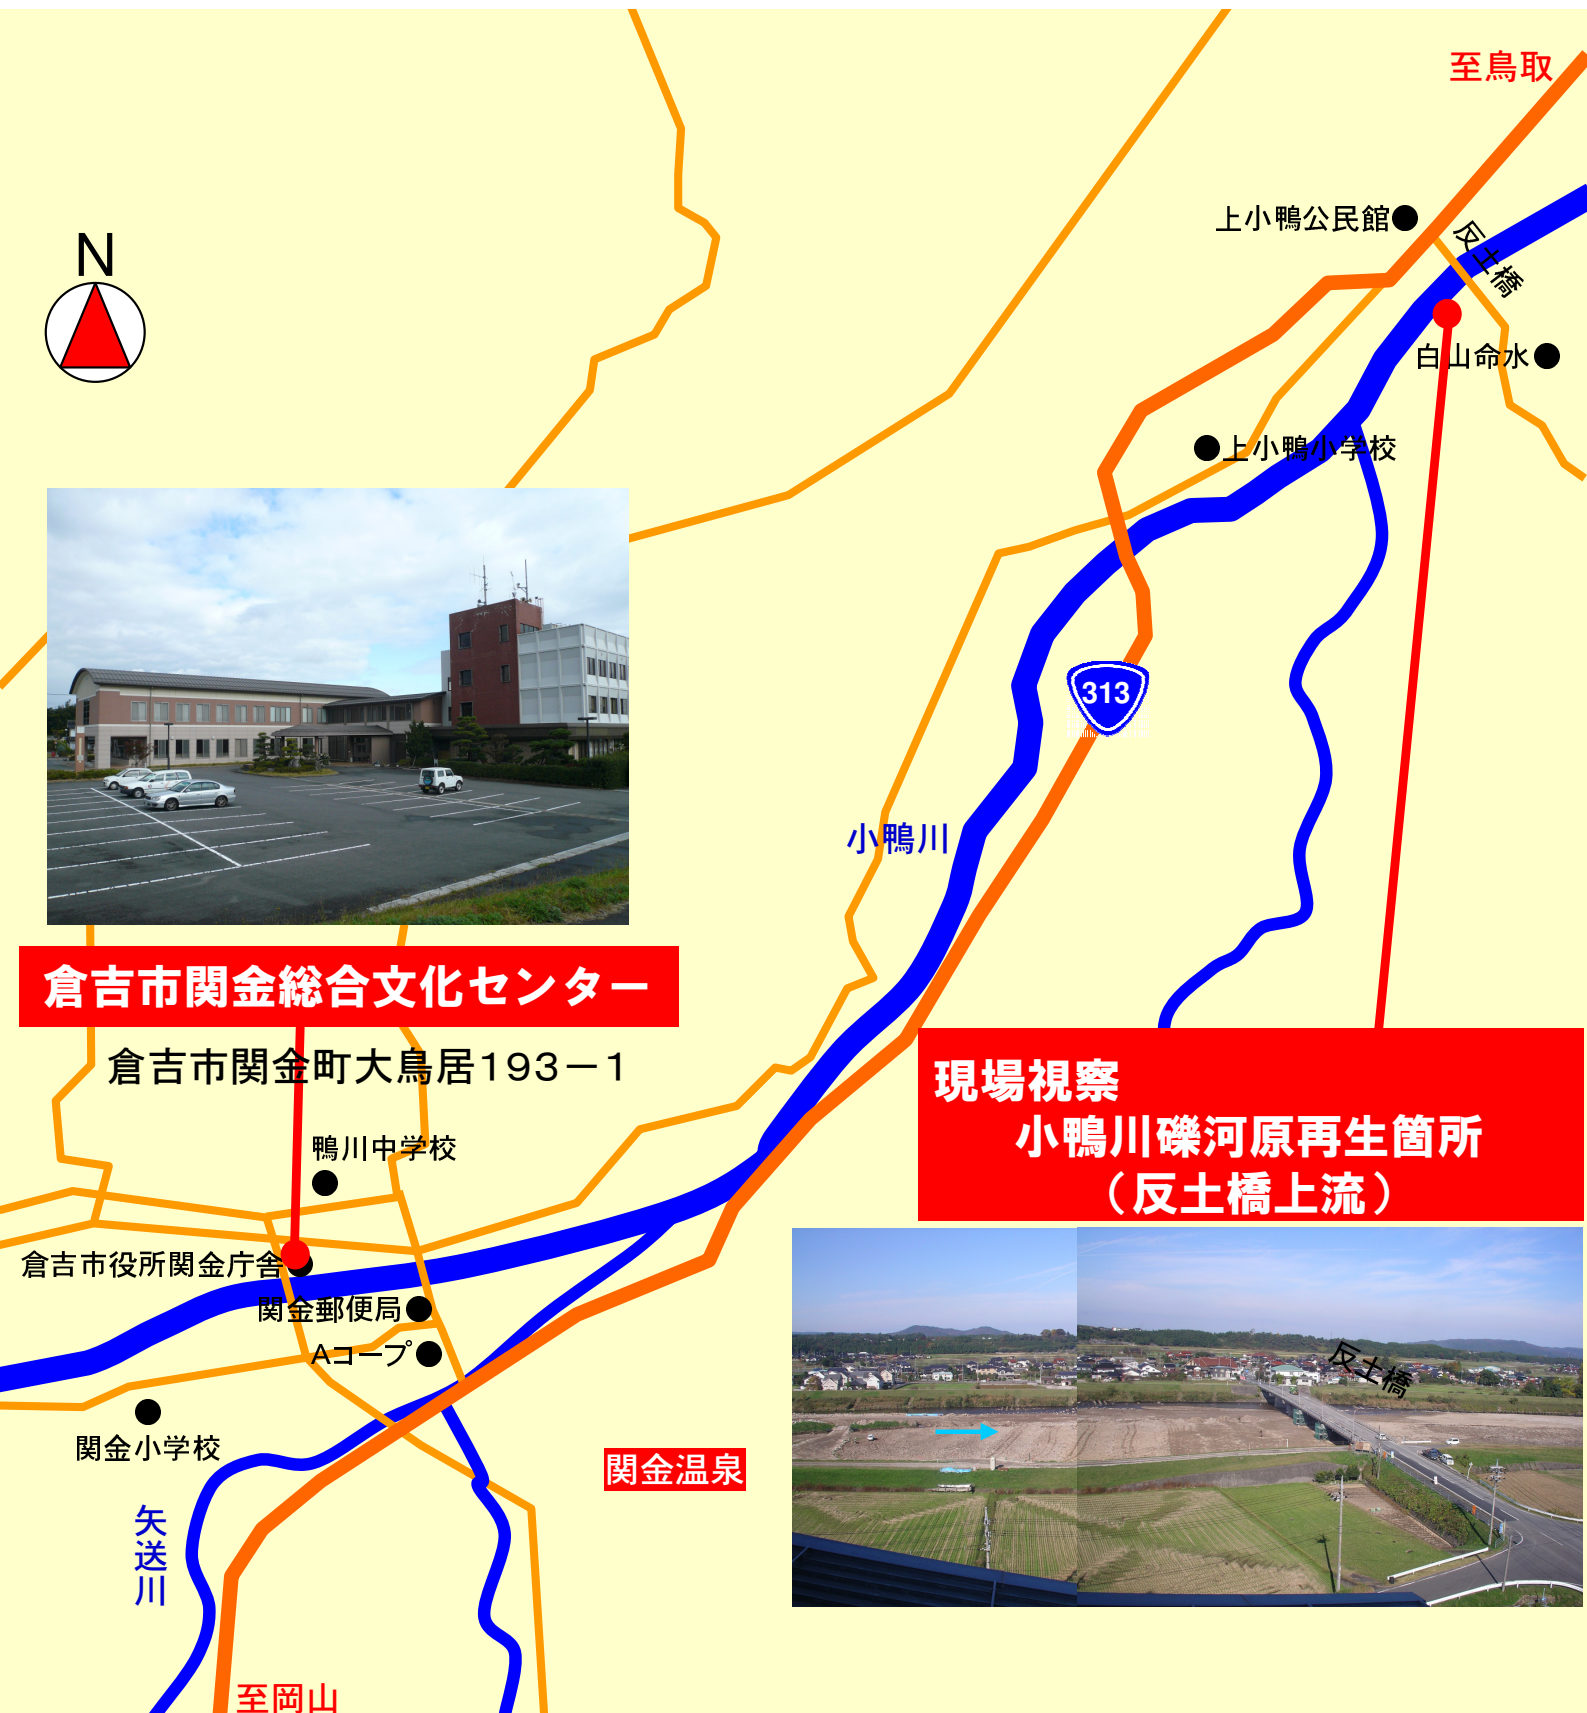 至鳥取
上小鴨公民館
反土橋
N
白山命水
上小鴨小学校
313
小鴨川
倉吉市関金総合文化センター
倉吉市関金町大鳥居193−1
現場視察
小鴨川礫河原再生箇所
（反土橋上流）
鴨川中学校
倉吉市役所関金庁舎
関金郵便局
Aコープ
反土橋
関金小学校
関金温泉
矢送川
至岡山